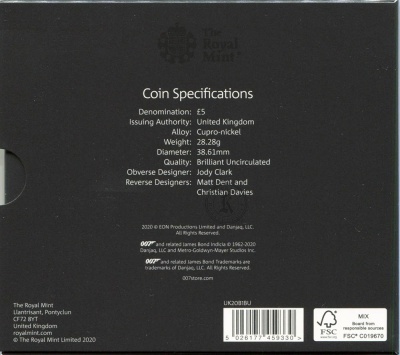 The
Royal
Mint
Coin Specifications
Denomination: £5
Issuing Authority: United Kingdom
Alloy: Cupro-nickel
Weight: 28.28g
Diameter: 38.61mm
Quality: Brilliant Uncirculated
Obverse Designer: Jody Clark
Reverse Designers: Matt Dent and
Christian Davies
2020 © EON Productions Limited and Danjaq, LLC.
All Rights Reserved.
007 and related James Bond Indicia © 1962-2020
Danjaq, LLC and Metro-Goldwyn-Mayer Studios Inc.
007 and related James Bond Trademarks are
trademarks of Danjaq, LLC. All Rights Reserved.
007store.com
The Royal Mint
Llantrisant, Pontyclun
CF72 8YT
United Kingdom
royalmint.com
© The Royal Mint Limited 2020
UK20B1BU
5 026177 459330 >
FSC
www.fsc.org
MIX
Board from
responsible sources
FSC® C019670